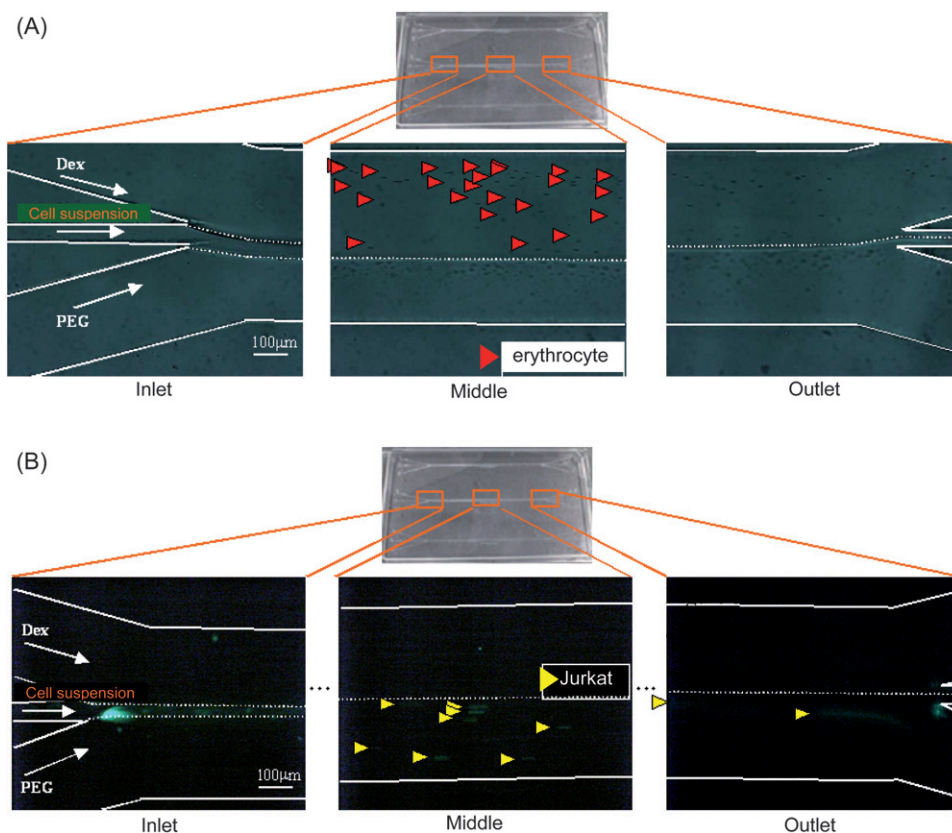 (A)
Dex
Cell suspension
PEG
100μm
erythrocyte
Inlet
Middle
Outlet
(B)
Dex
Cell suspension
PEG
100μm
...
Jurkat
...
Inlet
Middle
Outlet